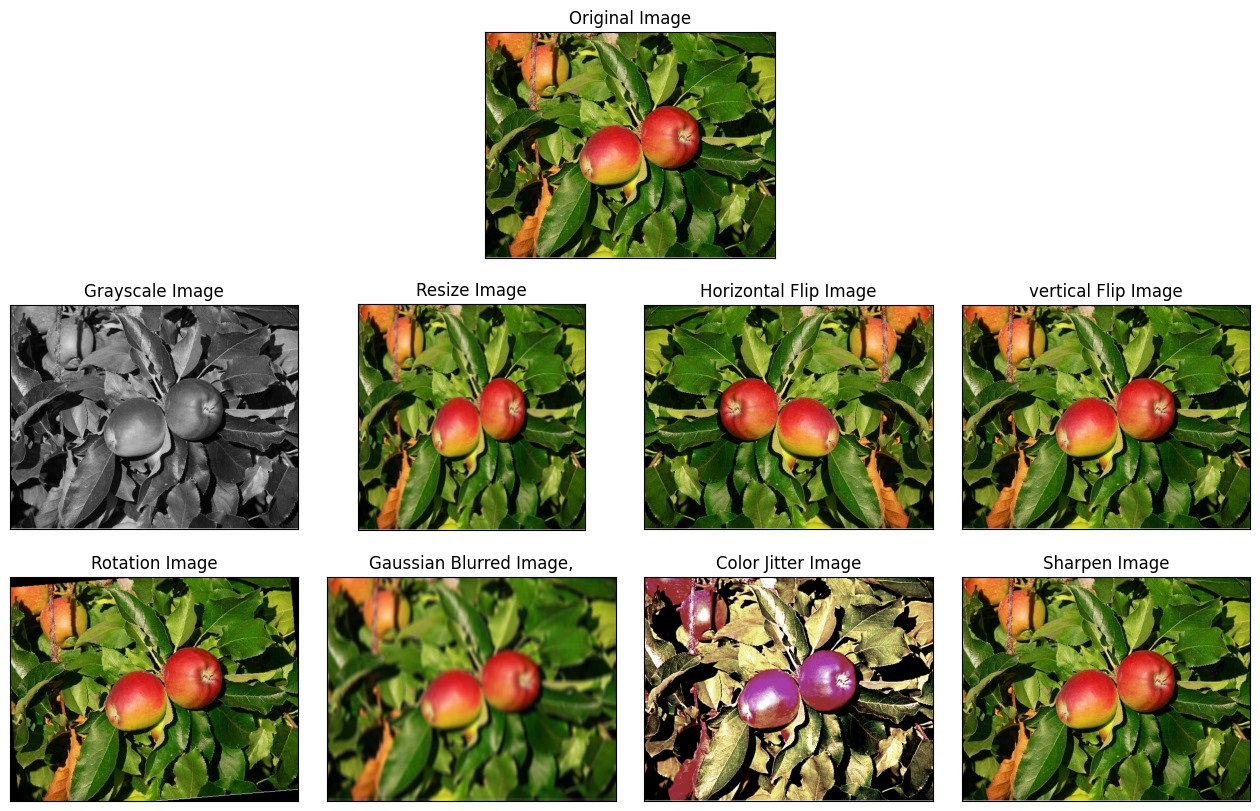 Original Image
Grayscale Image
Resize Image
Horizontal Flip Image
vertical Flip Image
Rotation Image
Gaussian Blurred Image,
Color Jitter Image
Sharpen Image